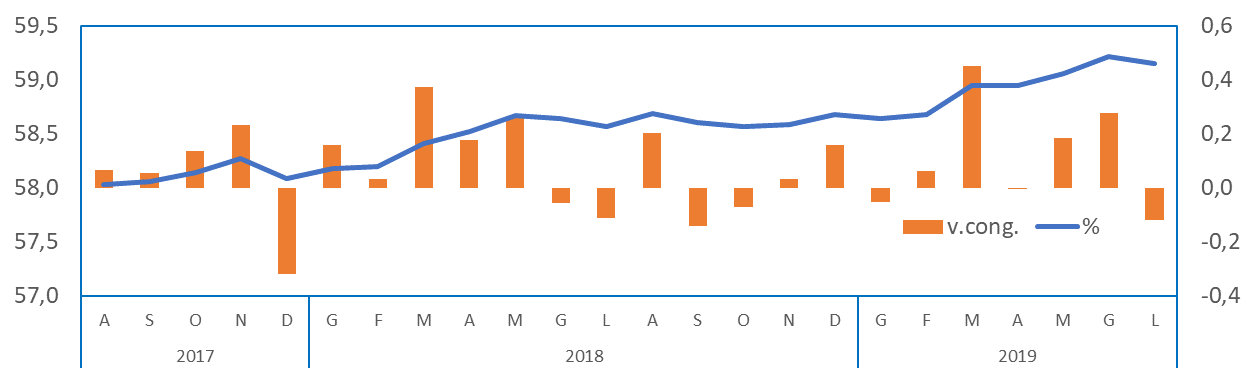 59,5 0,6
59,0 0,4
58,5 0,2
58,0 0,0
57,5 -0,2
57,0 -0,4
v.cong. %
A S O N D G F M A M G L A S O N D G F M A M G L
2017 2018 2019